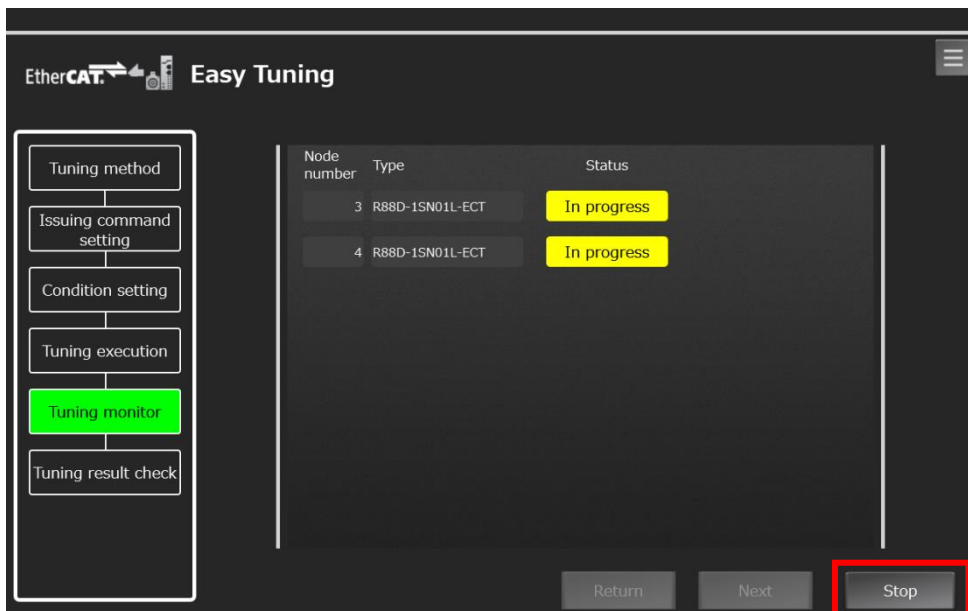 EtherCAT. Easy Tuning
Tuning method
Issuing command
setting
Condition setting
Tuning execution
Tuning monitor
Tuning result check
Node
number Type Status
3 R88D-1SN01L-ECT In progress
4 R88D-1SN01L-ECT In progress
Return Next Stop